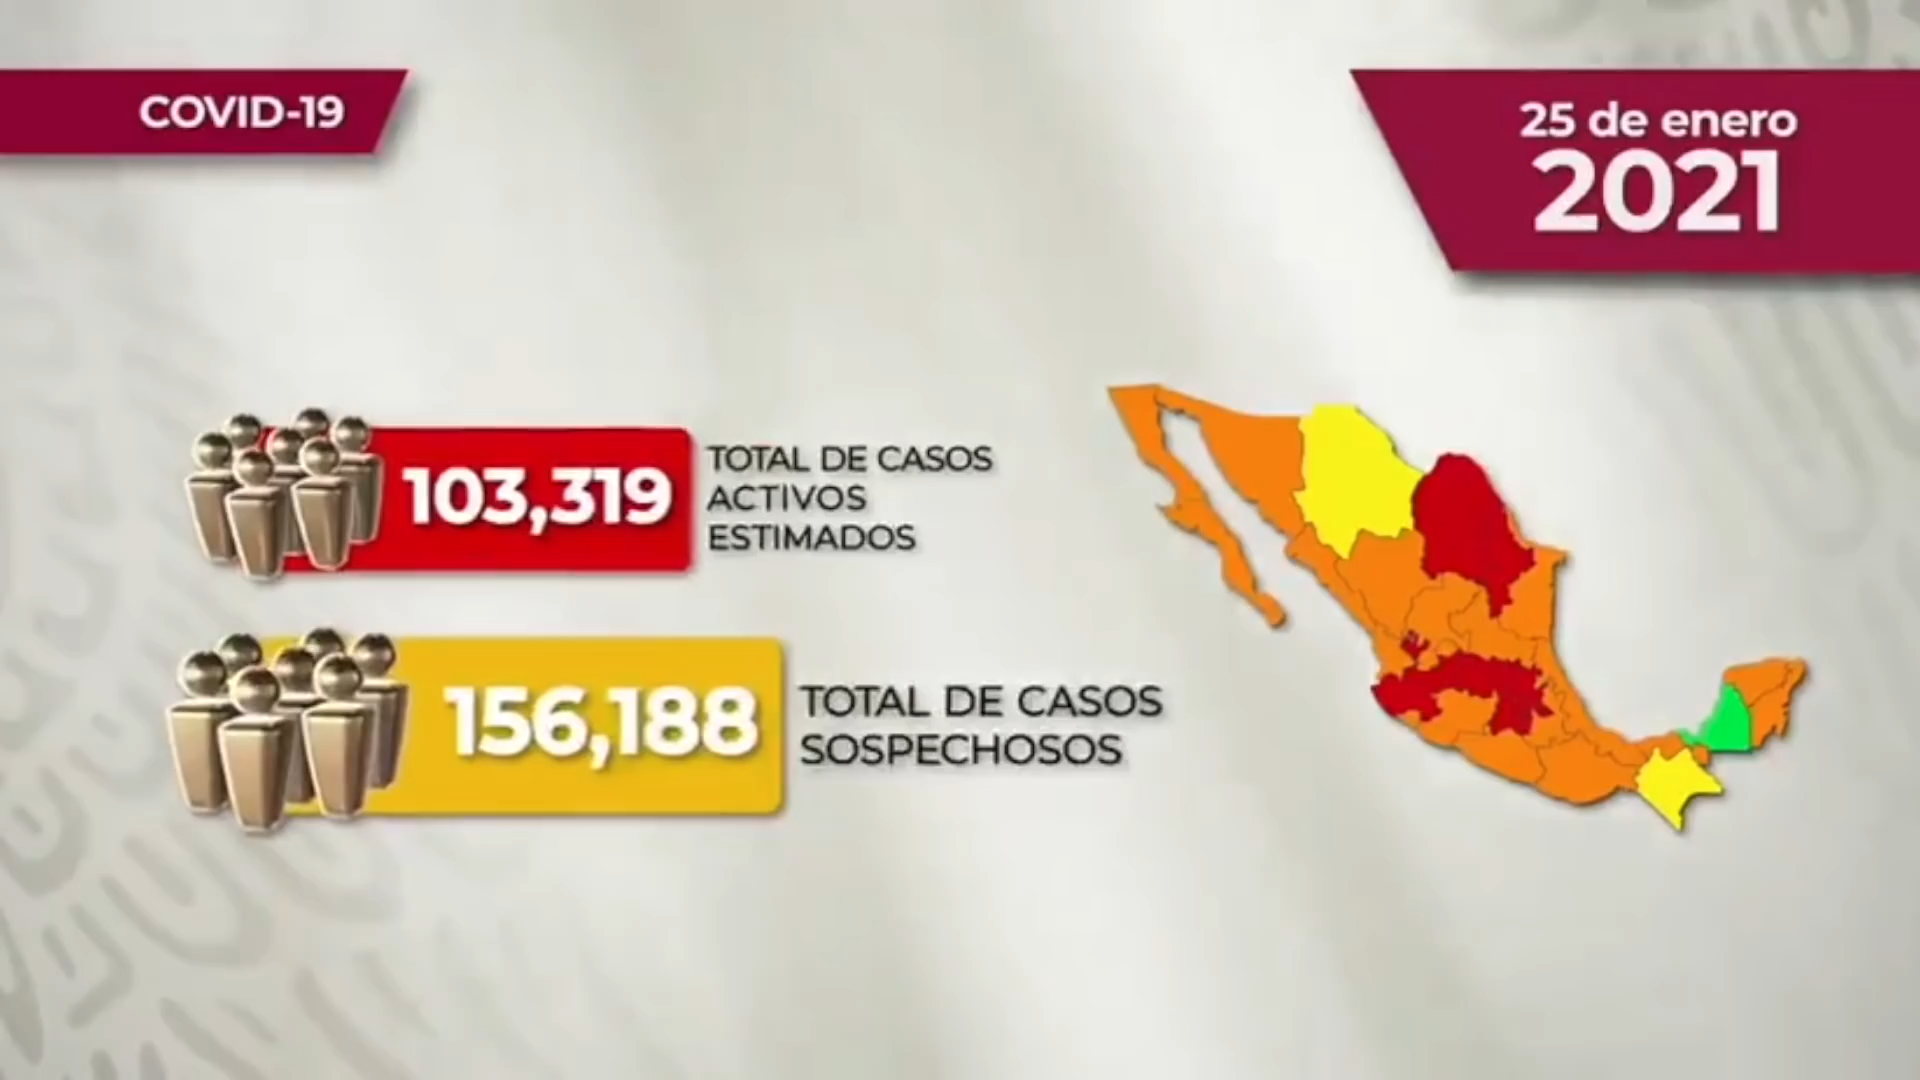 COVID-19
25 de enero
2021
103,319
TOTAL DE CASOS
ACTIVOS
ESTIMADOS
156,188
TOTAL DE CASOS
SOSPECHOSOS